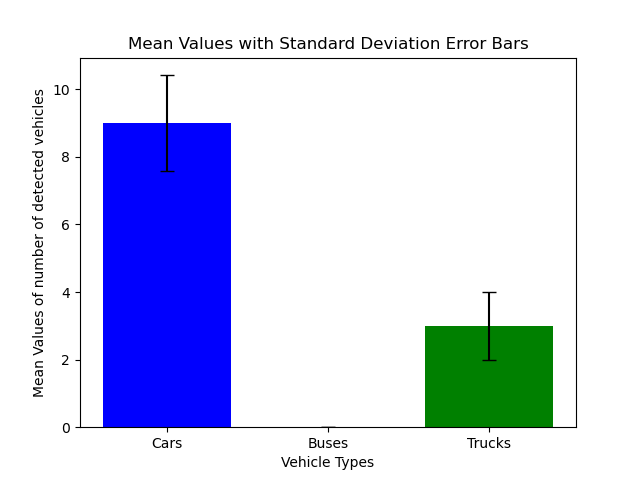 Mean Values with Standard Deviation Error Bars
Mean Values of number of detected vehicles
10
8
6
4
2
0
Cars Buses Trucks
Vehicle Types